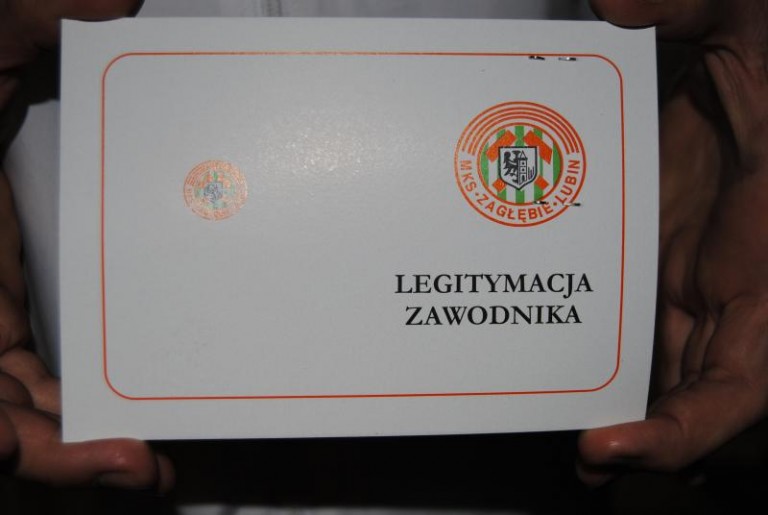 MKS · ZAGŁĘBIE · LUBIN
LEGITYMACJA
ZAWODNIKA